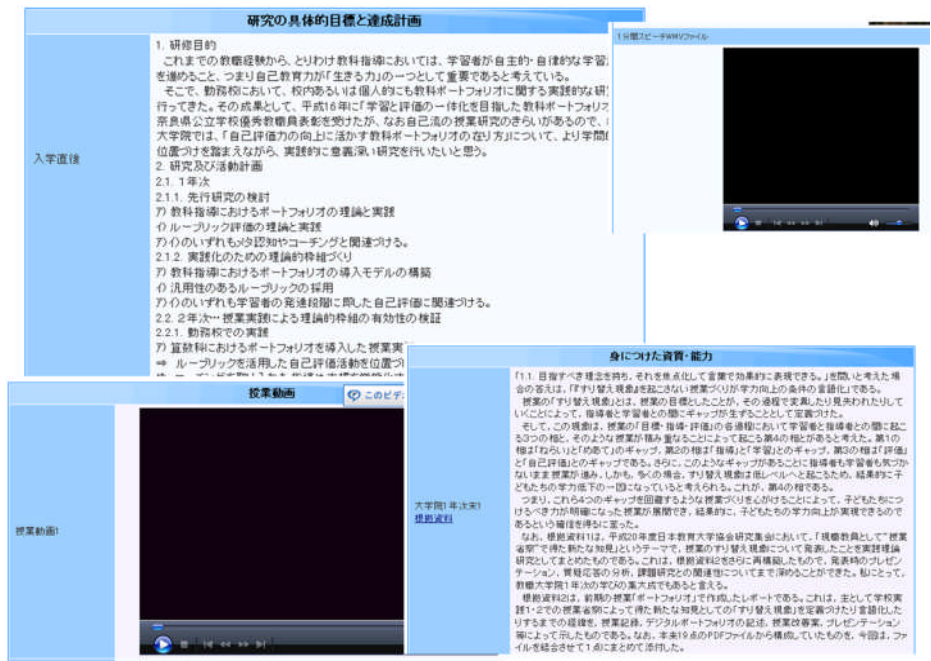 研究の具体的目標と達成計画
入学直後
1. 研修目的
これまでの教職経験から、とりわけ教科指導においては、学習者が自主的・自律的な学習
を進めること、つまり自己教育力が「生きる力」の一つとして重要であると考えている。
そこで、勤務校において、校内あるいは個人的にも教科ポートフォリオに関する実践的な研
行ってきた。その成果として、平成16年に「学習と評価の一体化を目指した教科ポートフォリオ
奈良県公立学校優秀教職員表彰を受けたが、なお自己流の授業研究のきらいがあるので、
大学院では、「自己評価力の向上に活かす教科ポートフォリオの在り方」について、より学問
位置づけを踏まえながら、実践的に意義深い研究を行いたいと思う。
2. 研究及び活動計画
2.1. 1年次
2.1.1. 先行研究の検討
ア) 教科指導におけるポートフォリオの理論と実践
イ) ルーブリック評価の理論と実践
ア)イ)のいずれもメタ認知やコーチングと関連づける。
2.1.2. 実践化のための理論的枠組づくり
ア) 教科指導におけるポートフォリオの導入モデルの構築
イ) 汎用性のあるルーブリックの採用
ア)イ)のいずれも学習者の発達段階に即した自己評価に関連づける。
2.2. 2年次…授業実践による理論的枠組の有効性の検証
2.2.1. 勤務校での実践
ア) 算数科におけるポートフォリオを導入した授業実
⇒ ルーブリックを活用した自己評価活動を位置づ
1分間スピーチWMVファイル
授業動画
このビデ
授業動画1
身につけた資質・能力
大学院1年次末1
根拠資料
「1.1. 目指すべき理念を持ち、それを焦点化して言葉で効果的に表現できる。」を問いと考えた場
合の答えは、「『すり替え現象』を起こさない授業づくりが学力向上の条件の言語化」である。
授業の「すり替え現象」とは、授業の目標としたことが、その過程で変異したり見失われたりして
いくことによって、指導者と学習者との間にギャップが生ずることとして定義づけた。
そして、この現象は、授業の「目標・指導・評価」の各過程において学習者と指導者との間に起こ
る3つの相と、そのような授業が積み重なることによって起こる第4の相とがあると考えた。第1の
相は「ねらい」と「めあて」のギャップ、第2の相は「指導」と「学習」とのギャップ、第3の相は「評価」
と「自己評価」とのギャップである。さらに、このようなギャップがあることに指導者も学習者も気づか
ないまま授業が進み、しかも、多くの場合、すり替え現象は低レベルへと起こるため、結果的に子
どもたちの学力低下の一因になっていると考えられる。これが、第4の相である。
つまり、これら4つのギャップを回避するような授業づくりを心がけることによって、子どもたちにつ
けるべき力が明確になった授業が展開でき、結果的に、子どもたちの学力向上が実現できるので
あるという確信を得るに至った。
なお、根拠資料1は、平成20年度日本教育大学協会研究集会において、「現職教員として"授業
省察"で得た新たな知見」というテーマで、授業のすり替え現象について発表したことを実践理論
研究としてまとめたものである。これは、根拠資料2をさらに再構築したもので、発表時のプレゼン
テーション、質疑応答の分析、課題研究との関連性についてまで深めることができた。私にとって、
教職大学院1年次の学びの集大成でもあると言える。
根拠資料2は、前期の授業「ポートフォリオ」で作成したレポートである。これは、主として学校実
践1・2での授業省察によって得た新たな知見としての「すり替え現象」を定義づけたり言語化した
りするまでの経緯を、授業記録、デジタルポートフォリオの記述、授業改善案、プレゼンテーション
等によって示したものである。なお、本来19点のPDFファイルから構成していたものを、今回は、ファ
イルを結合させて1点にまとめて添付した。